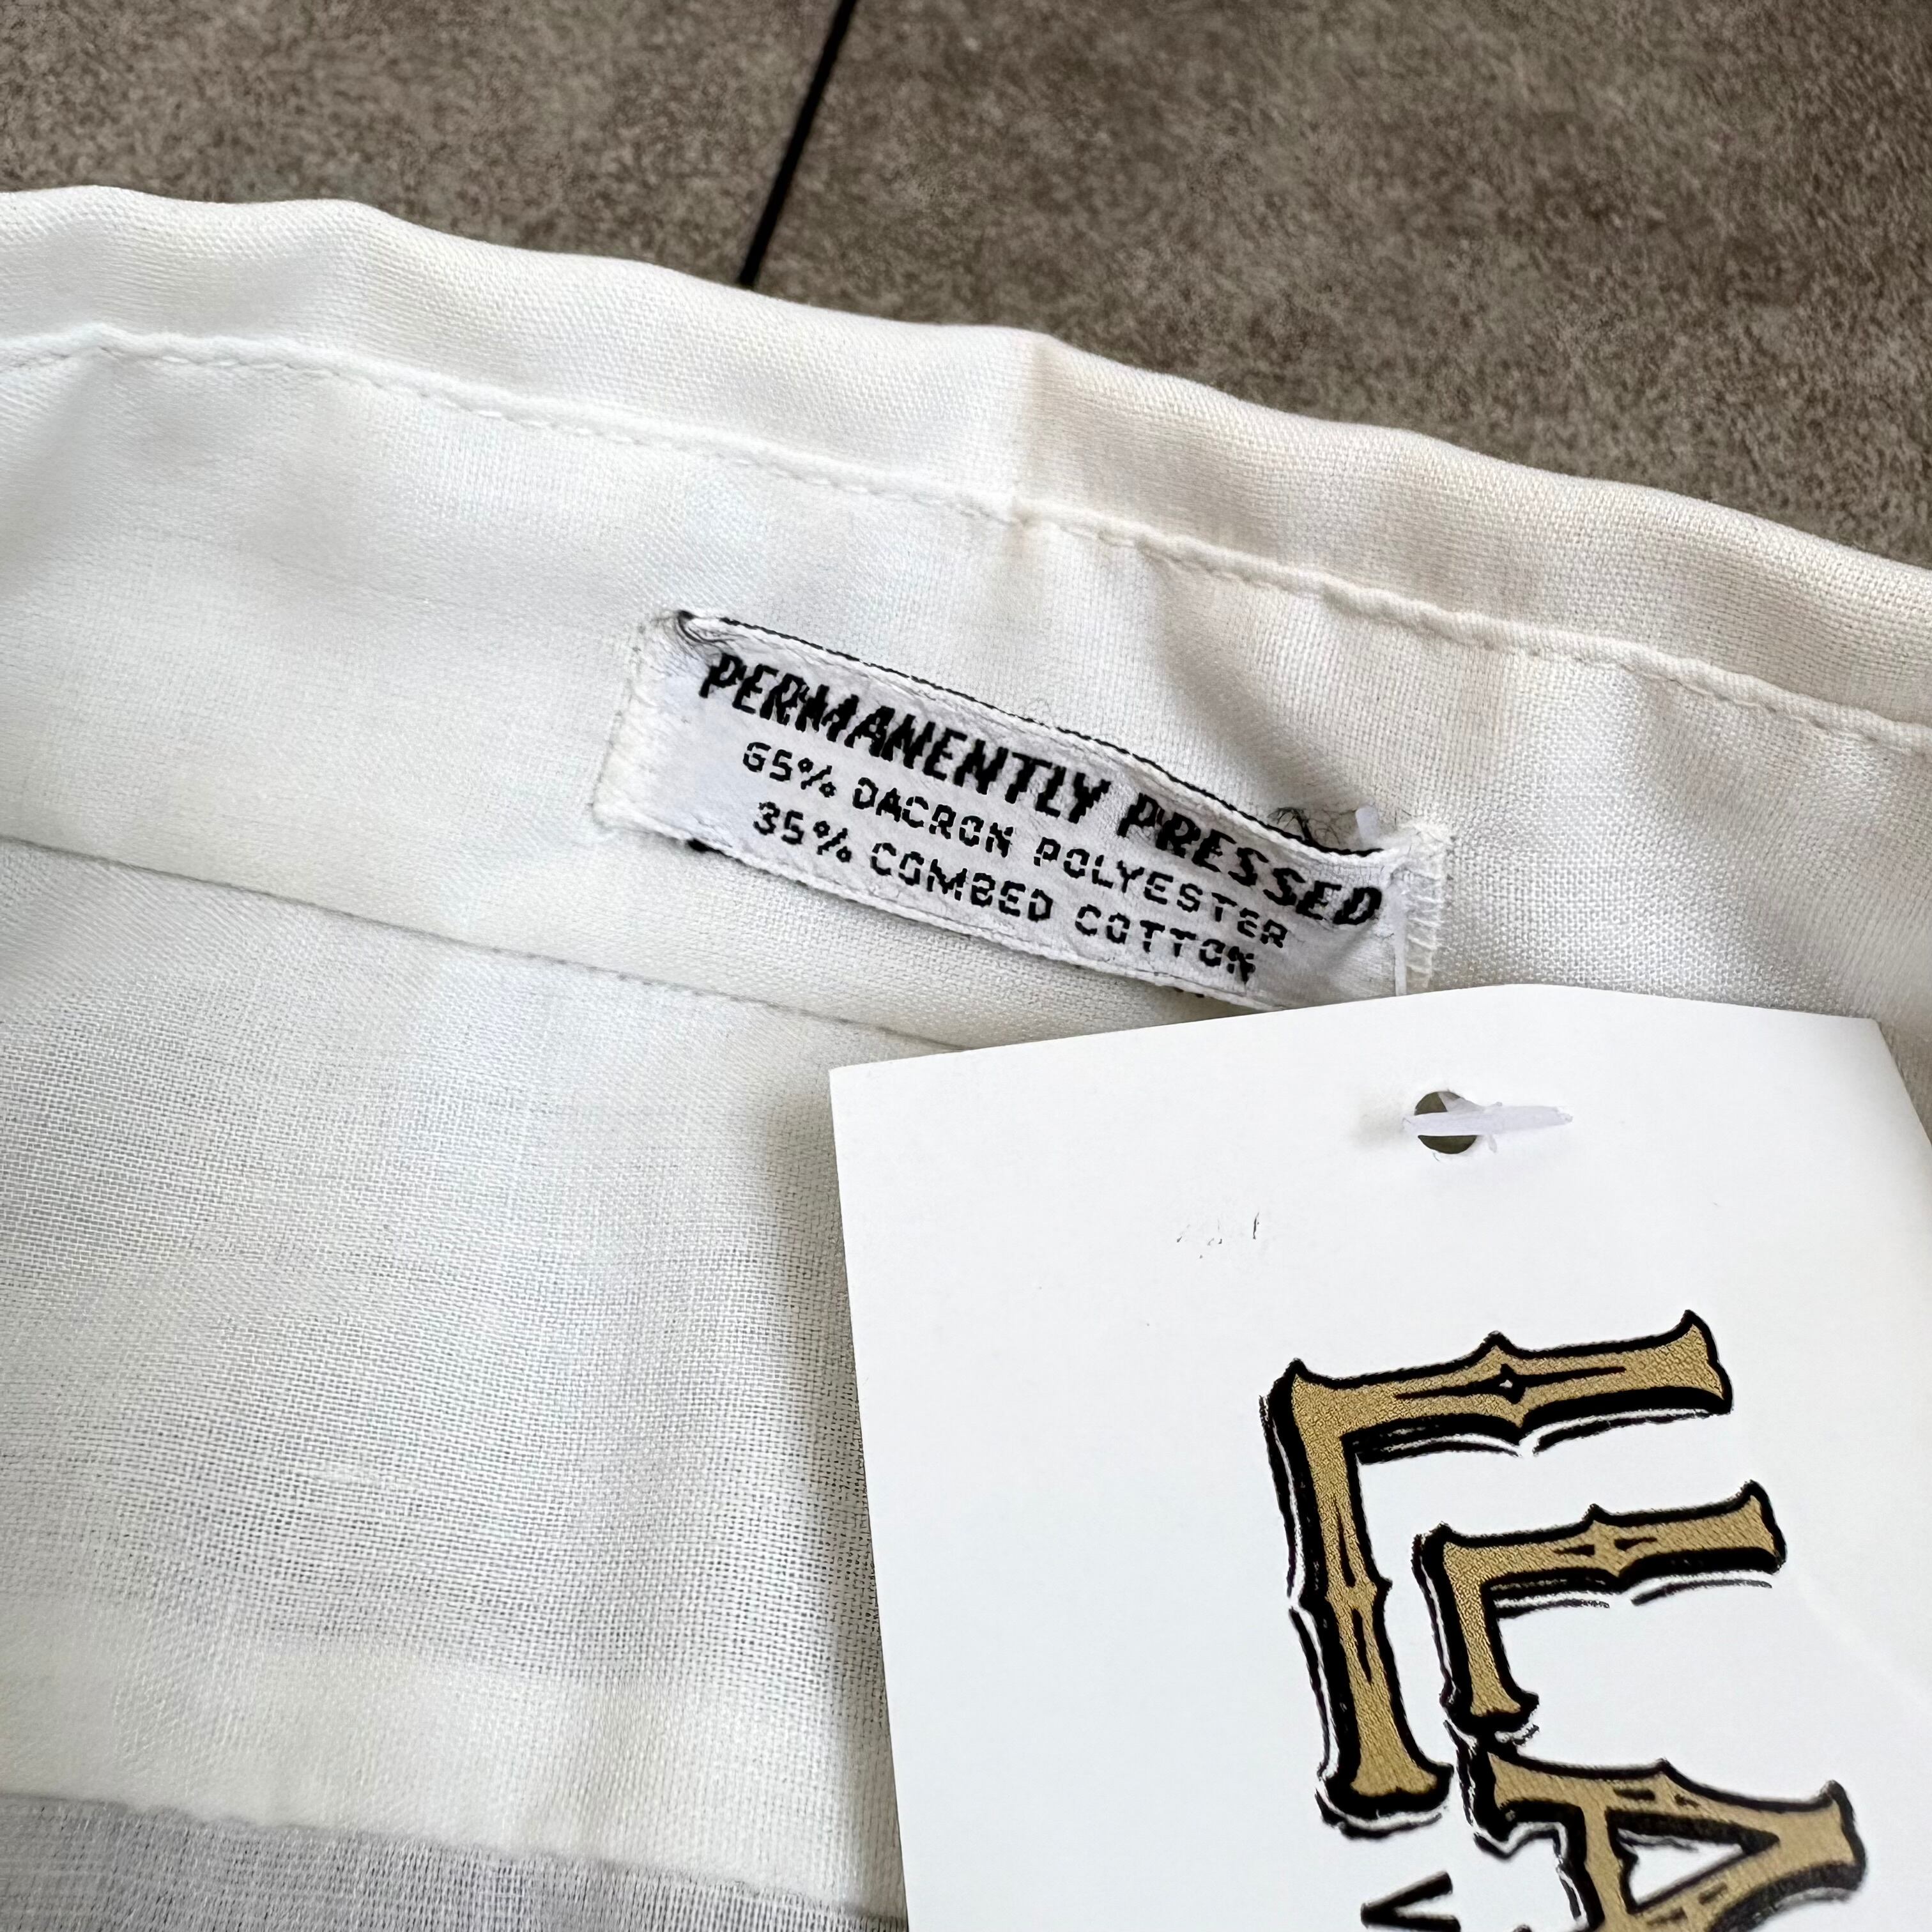 PERMANENTLY PRESSED
65% DACRON POLYESTER
35% COMBED COTTON